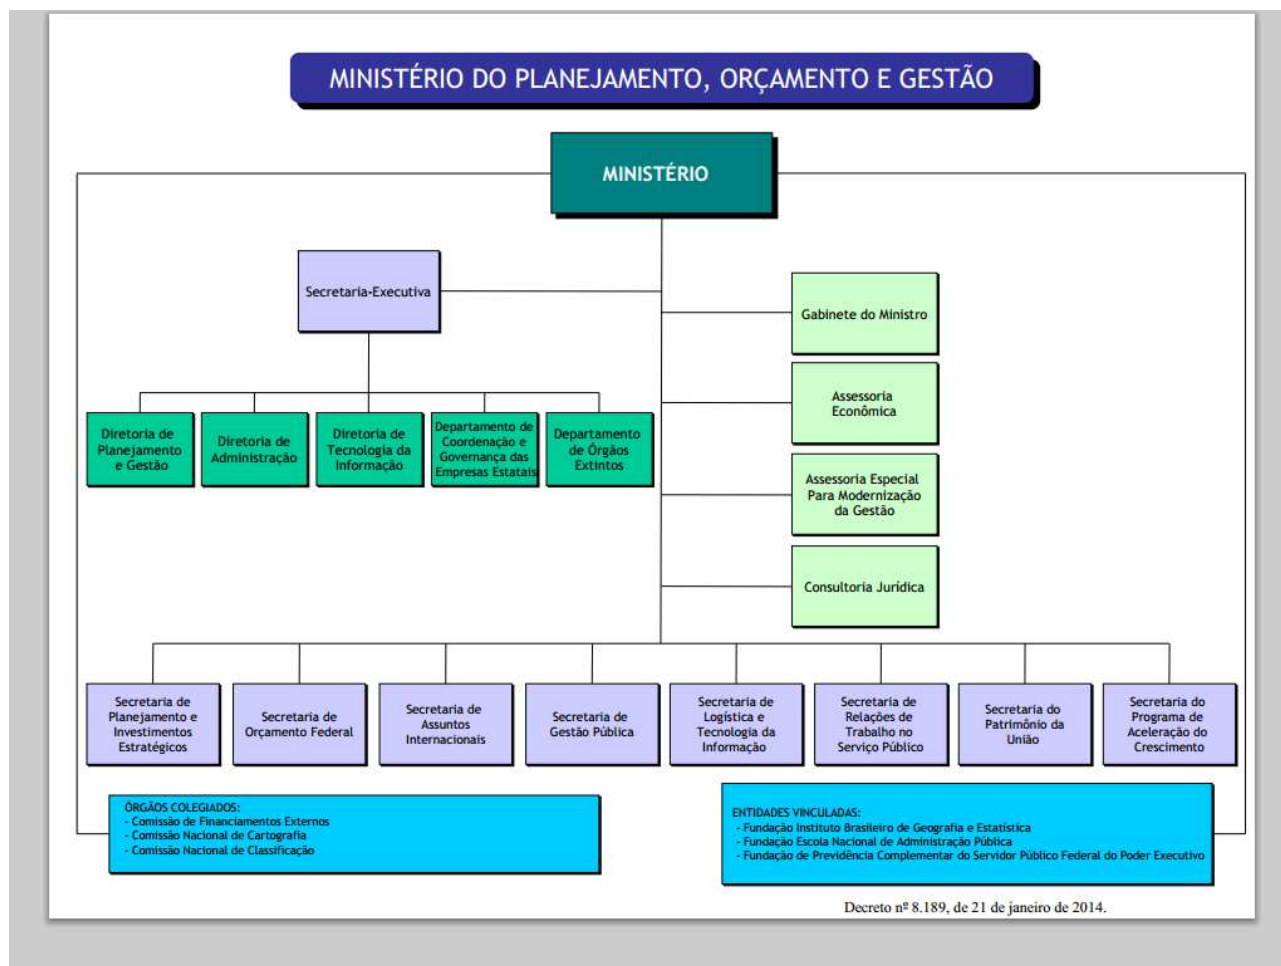 MINISTÉRIO DO PLANEJAMENTO, ORÇAMENTO E GESTÃO
MINISTÉRIO
Secretaria-Executiva
Gabinete do Ministro
Assessoria
Econômica
Diretoria de
Planejamento
e Gestão
Diretoria de
Administração
Diretoria de
Tecnologia da
Informação
Departamento de
Coordenação e
Governança das
Empresas Estatais
Departamento
de Órgãos
Extintos
Assessoria Especial
Para Modernização
da Gestão
Consultoria Jurídica
Secretaria de
Planejamento e
Investimentos
Estratégicos
Secretaria de
Orçamento Federal
Secretaria de
Assuntos
Internacionais
Secretaria de
Gestão Pública
Secretaria de
Logística e
Tecnologia da
Informação
Secretaria de
Relações de
Trabalho no
Serviço Público
Secretaria do
Patrimônio da
União
Secretaria do
Programa de
Aceleração do
Crescimento
ÓRGÃOS COLEGIADOS:
- Comissão de Financiamentos Externos
- Comissão Nacional de Cartografia
- Comissão Nacional de Classificação
ENTIDADES VINCULADAS:
- Fundação Instituto Brasileiro de Geografia e Estatística
- Fundação Escola Nacional de Administração Pública
- Fundação de Previdência Complementar do Servidor Público Federal do Poder Executivo
Decreto nº 8.189, de 21 de janeiro de 2014.